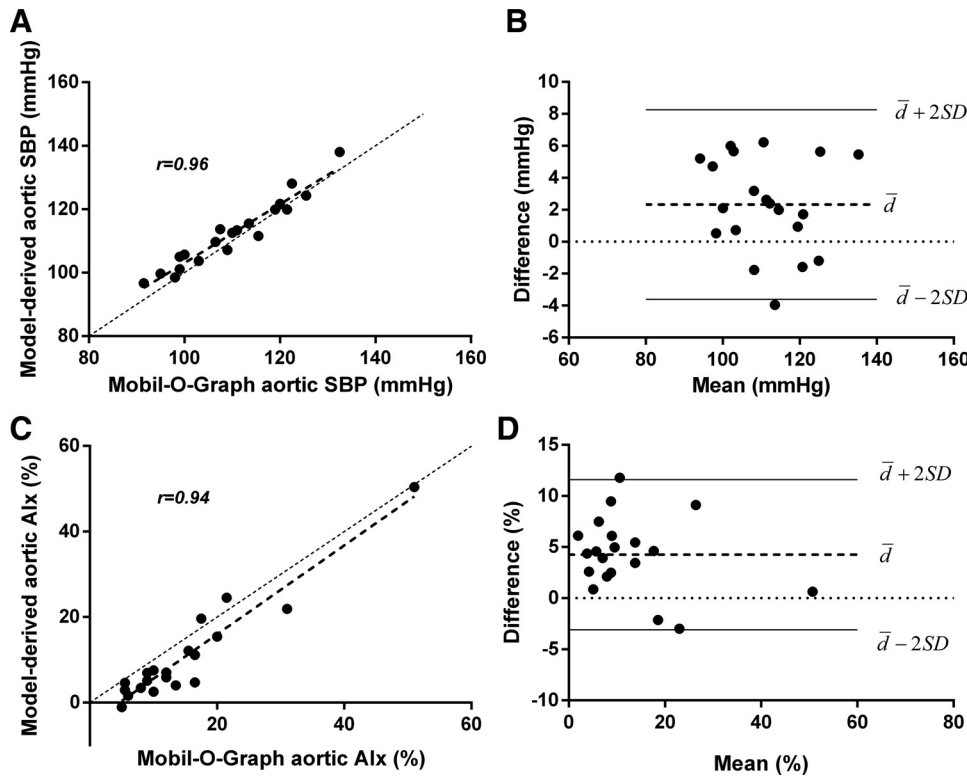 A
Model-derived aortic SBP (mmHg)
160
140
120
100
80
r=0.96
80 100 120 140 160
Mobil-O-Graph aortic SBP (mmHg)
B
Difference (mmHg)
10
8
6
4
2
0
-2
-4
-6
d̅ + 2SD
d̅
d̅ − 2SD
60 80 100 120 140 160
Mean (mmHg)
C
Model-derived aortic AIx (%)
60
40
20
0
r=0.94
20 40 60
Mobil-O-Graph aortic AIx (%)
D
Difference (%)
15
10
5
0
-5
-10
d̅ + 2SD
d̅
d̅ − 2SD
0 20 40 60 80
Mean (%)